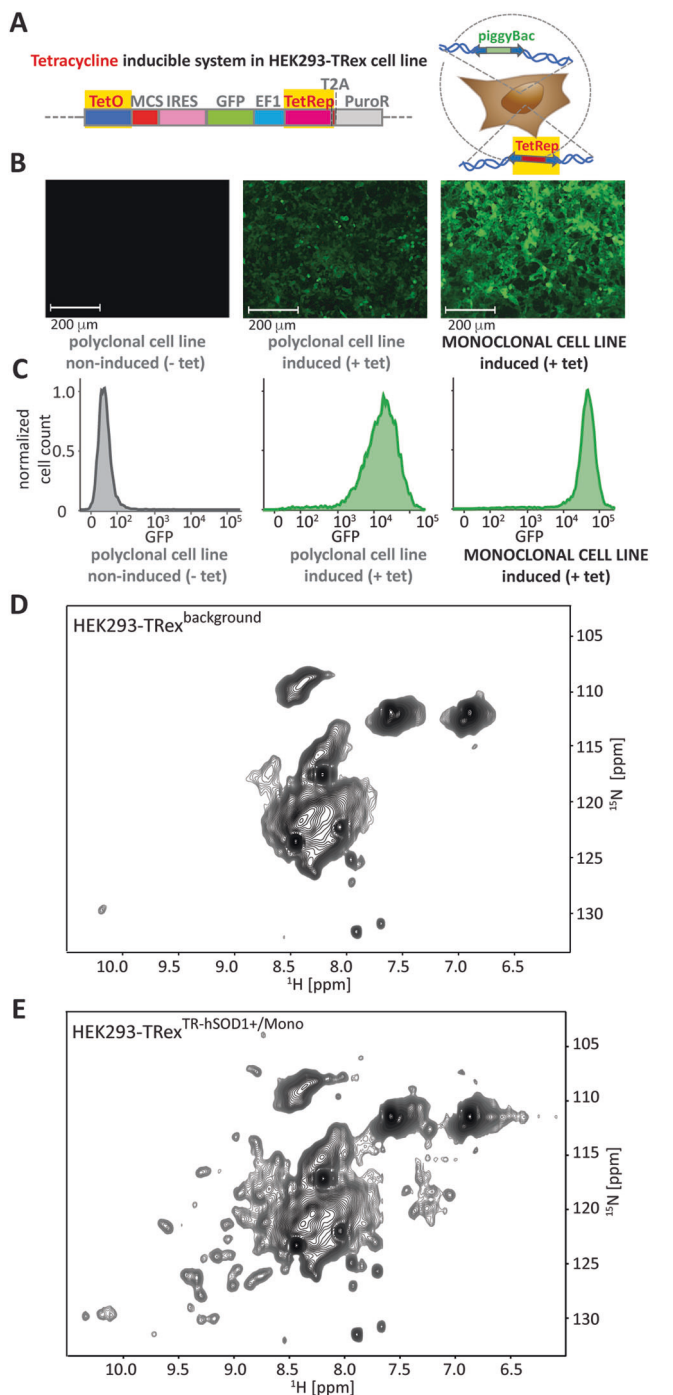 A
piggyBac
Tetracycline inducible system in HEK293-TRex cell line
T2A
TetO MCS IRES GFP EF1 TetRep PuroR
TetRep
B
200 µm
200 µm
200 µm
polyclonal cell line
non-induced (- tet)
polyclonal cell line
induced (+ tet)
MONOCLONAL CELL LINE
induced (+ tet)
C
normalized
cell count
1.0
0.5
0
0 10² 10³ 10⁴ 10⁵
GFP
0 10² 10³ 10⁴ 10⁵
GFP
0 10² 10³ 10⁴ 10⁵
GFP
polyclonal cell line
non-induced (- tet)
polyclonal cell line
induced (+ tet)
MONOCLONAL CELL LINE
induced (+ tet)
D
HEK293-TRex^background
105
110
115
120
125
130
¹⁵N [ppm]
10.0 9.5 9.0 8.5 8.0 7.5 7.0 6.5
¹H [ppm]
E
HEK293-TRex^TR-hSOD1+/Mono
105
110
115
120
125
130
¹⁵N [ppm]
10.0 9.5 9.0 8.5 8.0 7.5 7.0 6.5
¹H [ppm]